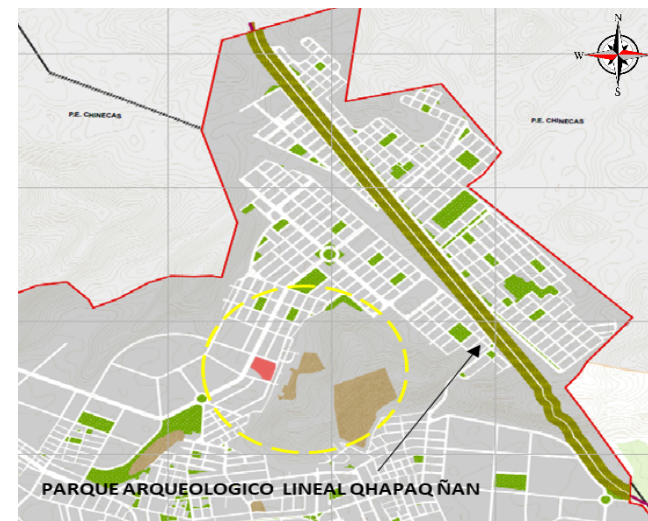 N
W
E
S
P.E. CHINECAS
P.E. CHINECAS
PARQUE ARQUEOLOGICO LINEAL QHAPAQ ÑAN